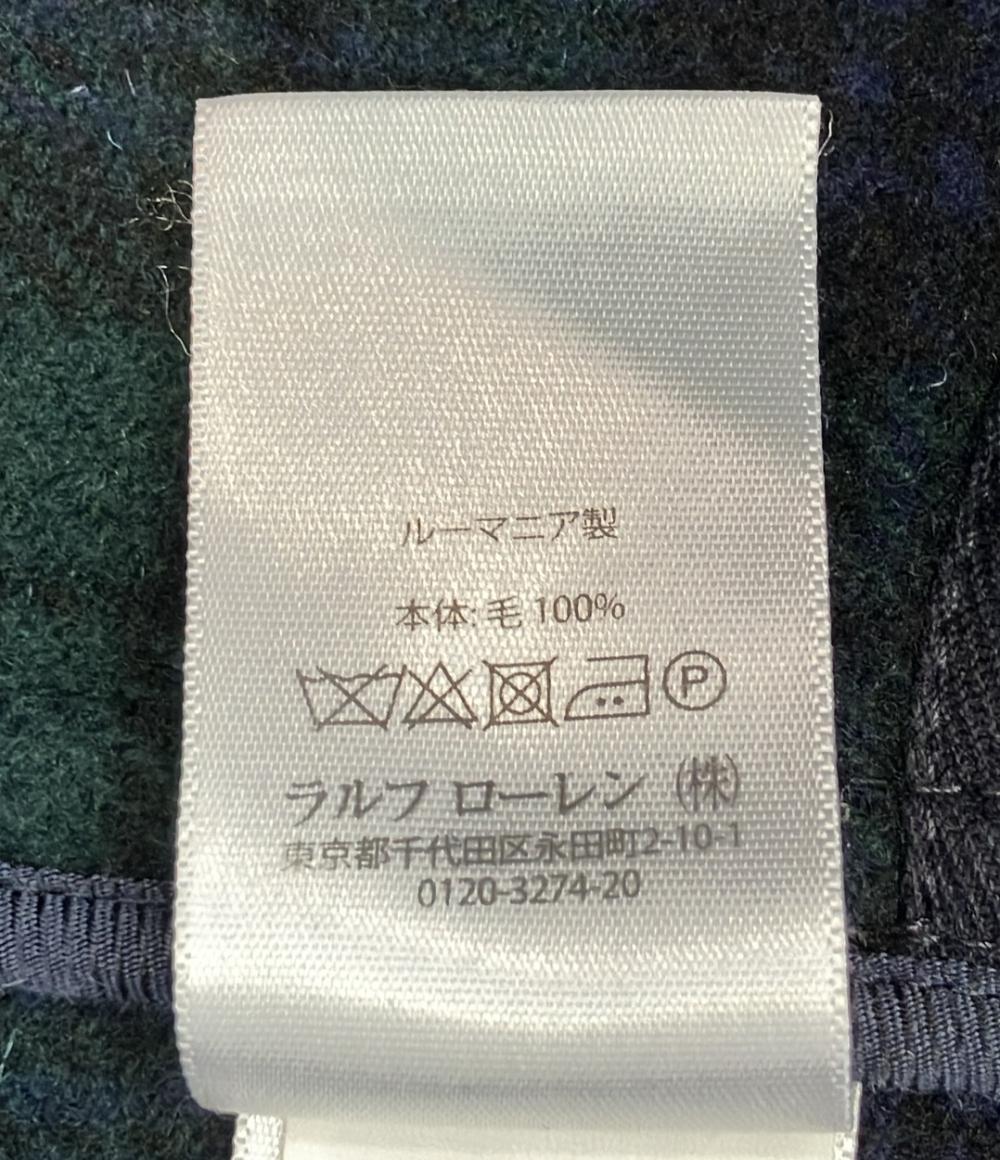 ルーマニア製
本体: 毛 100%
P
ラルフ ローレン ㈱
東京都千代田区永田町2-10-1
0120-3274-20